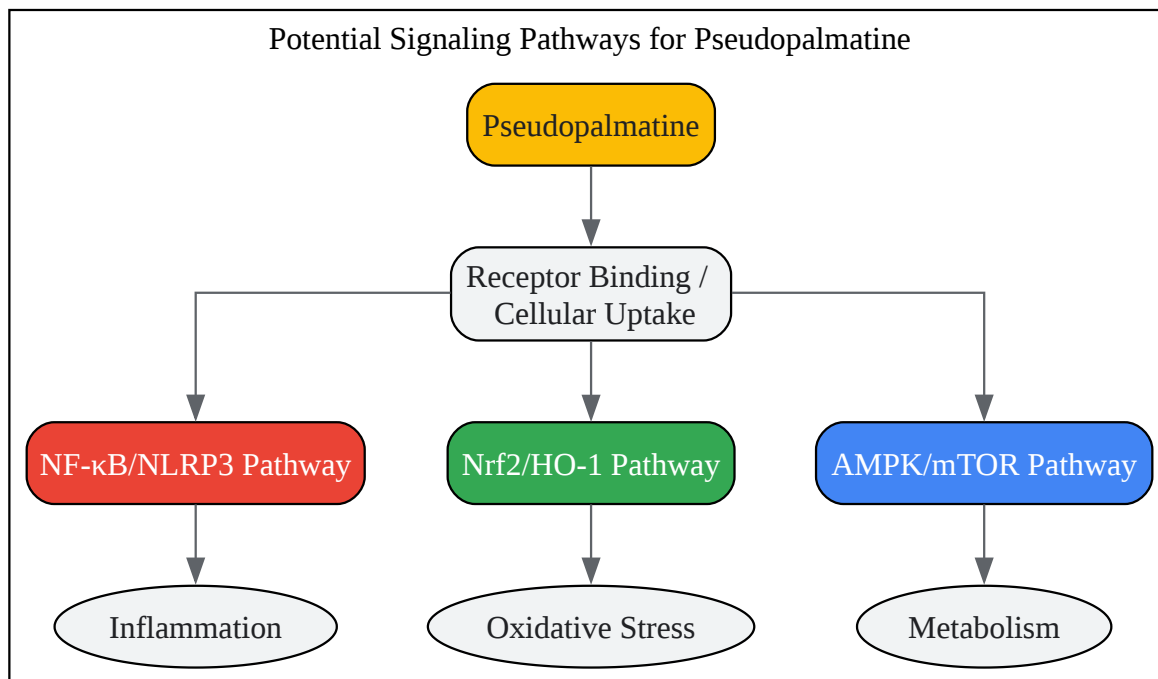 Potential Signaling Pathways for Pseudopalmatine
Pseudopalmatine
Receptor Binding /
Cellular Uptake
NF-κB/NLRP3 Pathway
Nrf2/HO-1 Pathway
AMPK/mTOR Pathway
Inflammation
Oxidative Stress
Metabolism